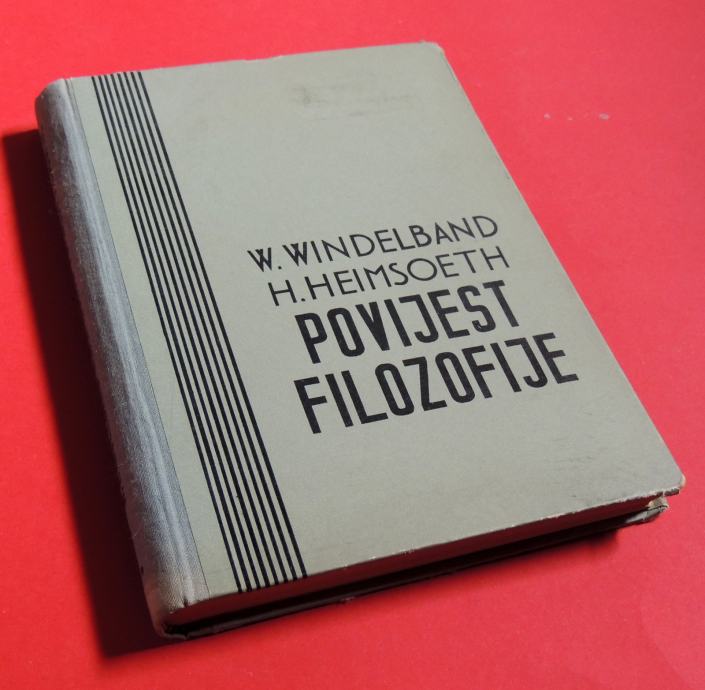 W. WINDELBAND
H. HEIMSOETH
POVIJEST
FILOZOFIJE